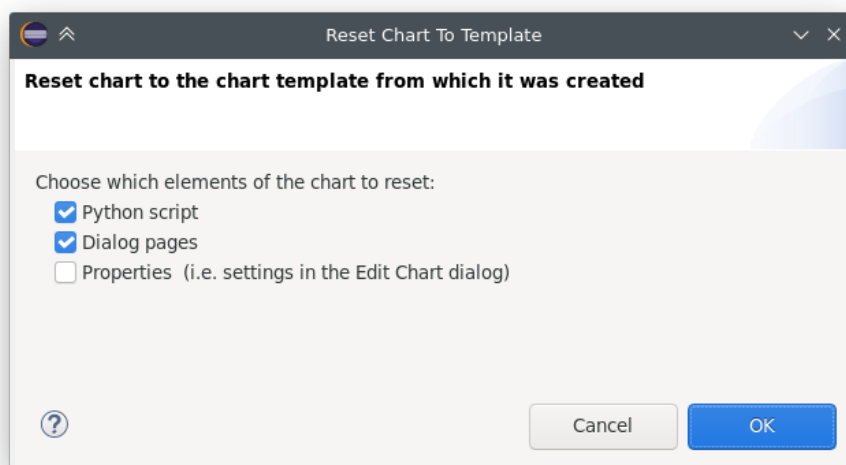 Reset Chart To Template
Reset chart to the chart template from which it was created
Choose which elements of the chart to reset:
Python script
Dialog pages
Properties  (i.e. settings in the Edit Chart dialog)
?
Cancel
OK